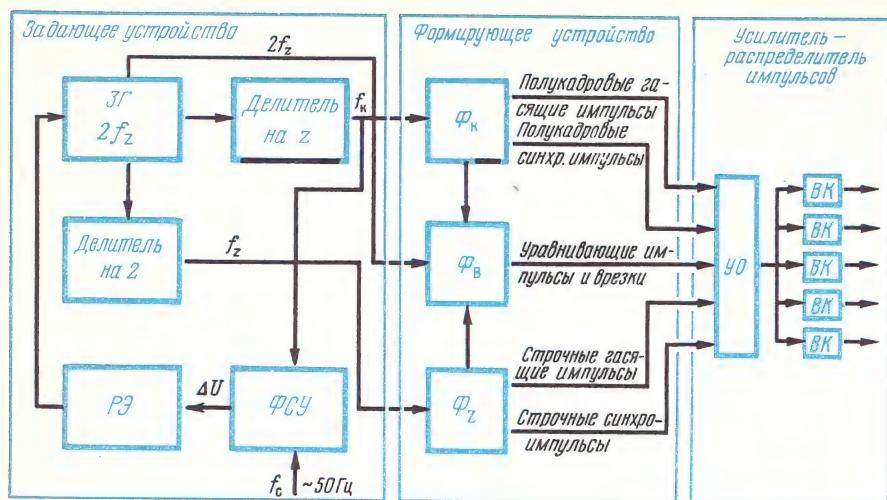 Задающее устройство
2fz
ЗГ
2fz
Делитель
на z
fк
Делитель
на 2
fz
РЭ
ΔU
ФСУ
fс ~50Гц
Формирующее устройство
Фк
Фв
Фz
Полукадровые га-
сящие импульсы
Полукадровые
синхр. импульсы
Уравнивающие им-
пульсы и врезки
Строчные гася-
щие импульсы
Строчные синхро-
импульсы
Усилитель —
распределитель
импульсов
УО
ВК
ВК
ВК
ВК
ВК